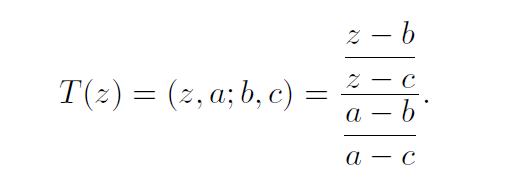 T(z) = (z, a; b, c) = \frac{\frac{z - b}{z - c}}{\frac{a - b}{a - c}}.